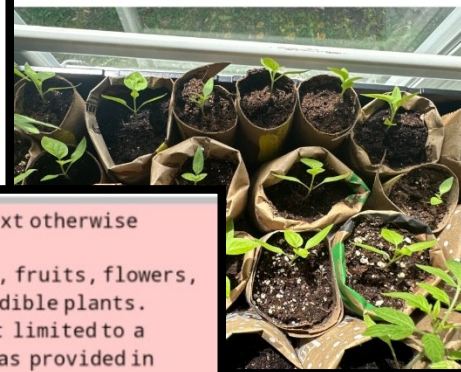 xt otherwise
, fruits, flowers,
dible plants.
t limited to a
as provided in